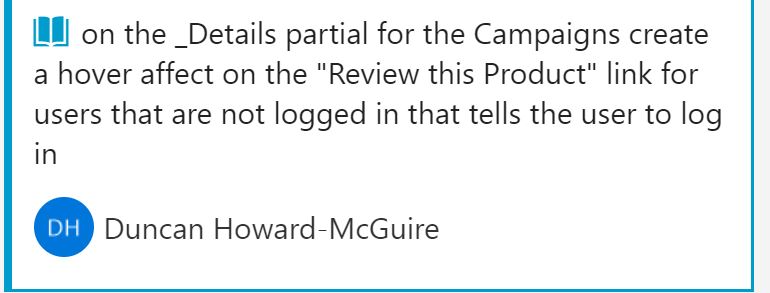 on the _Details partial for the Campaigns create
a hover affect on the "Review this Product" link for
users that are not logged in that tells the user to log
in
DH Duncan Howard-McGuire